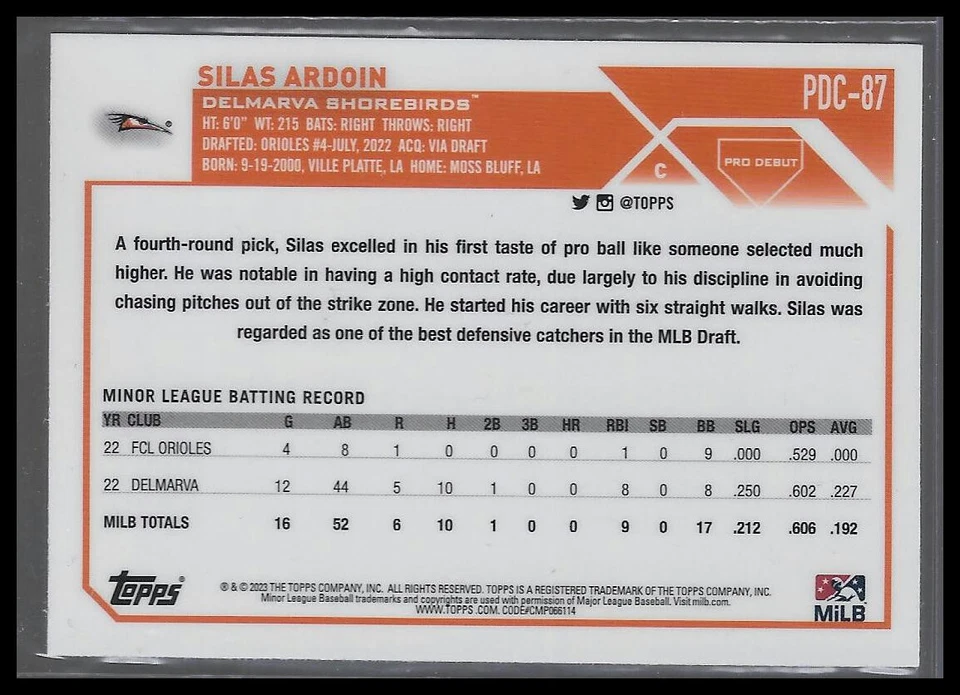 SILAS ARDOIN
PDC-87
DELMARVA SHOREBIRDS™
HT: 6'0" WT: 215 BATS: RIGHT THROWS: RIGHT
DRAFTED: ORIOLES #4-JULY, 2022 ACQ: VIA DRAFT
BORN: 9-19-2000, VILLE PLATTE, LA HOME: MOSS BLUFF, LA
C
PRO DEBUT
@TOPPS
A fourth-round pick, Silas excelled in his first taste of pro ball like someone selected much
higher. He was notable in having a high contact rate, due largely to his discipline in avoiding
chasing pitches out of the strike zone. He started his career with six straight walks. Silas was
regarded as one of the best defensive catchers in the MLB Draft.
MINOR LEAGUE BATTING RECORD
YR CLUB G AB R H 2B 3B HR RBI SB BB SLG OPS AVG
22 FCL ORIOLES 4 8 1 0 0 0 0 1 0 9 .000 .529 .000
22 DELMARVA 12 44 5 10 1 0 0 8 0 8 .250 .602 .227
MILB TOTALS 16 52 6 10 1 0 0 9 0 17 .212 .606 .192
Topps®
® & © 2023 THE TOPPS COMPANY, INC. ALL RIGHTS RESERVED. TOPPS IS A REGISTERED TRADEMARK OF THE TOPPS COMPANY, INC.
Minor League Baseball trademarks and copyrights are used with permission of Major League Baseball. Visit milb.com.
WWW.TOPPS.COM. CODE#CMP066114
MiLB